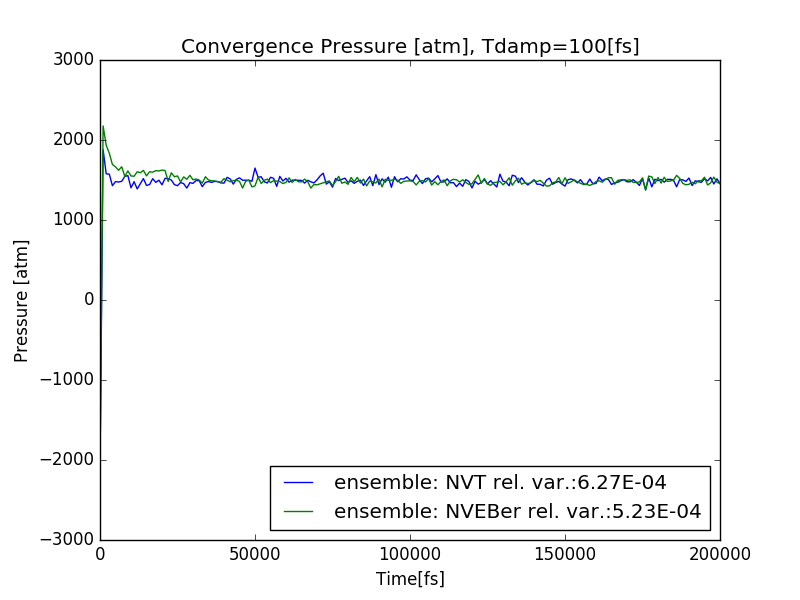 Convergence Pressure [atm], Tdamp=100[fs]
3000
2000
1000
0
−1000
−2000
−3000
Pressure [atm]
ensemble: NVT rel. var.:6.27E-04
ensemble: NVEBer rel. var.:5.23E-04
0 50000 100000 150000 200000
Time[fs]